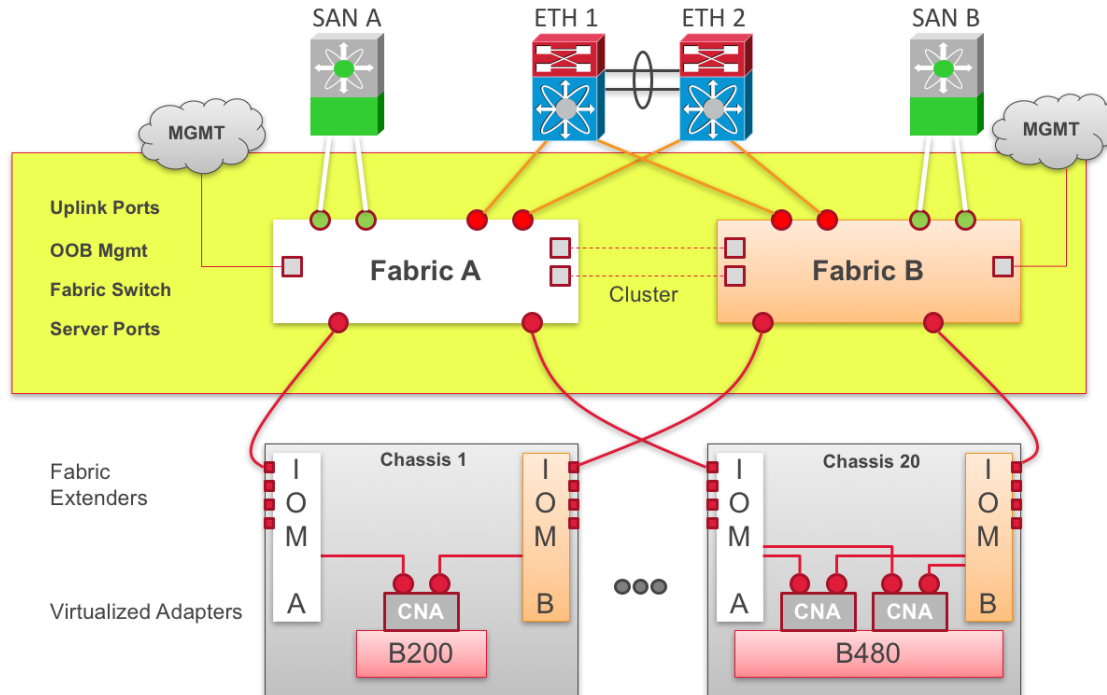 SAN A
ETH 1
ETH 2
SAN B
MGMT
MGMT
Uplink Ports
OOB Mgmt
Fabric Switch
Server Ports
Fabric A
Cluster
Fabric B
Fabric
Extenders
Virtualized Adapters
Chassis 1
I
O
M
A
I
O
M
B
CNA
B200
Chassis 20
I
O
M
A
I
O
M
B
CNA
CNA
B480